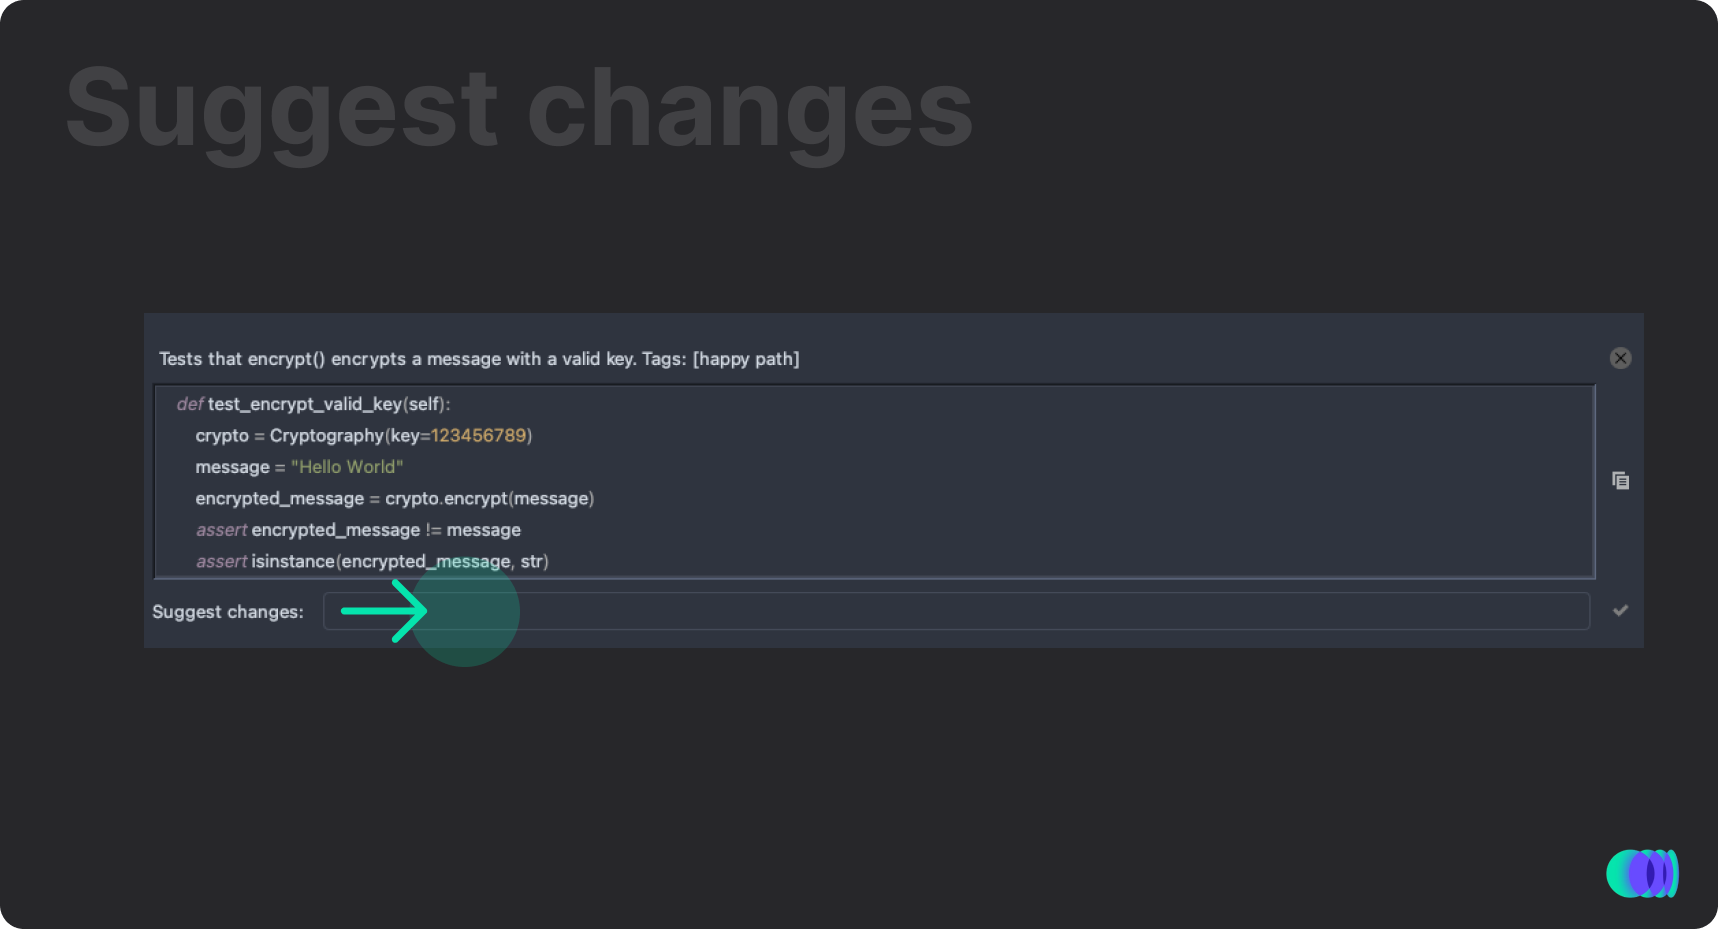 Suggest changes
Tests that encrypt() encrypts a message with a valid key. Tags: [happy path]
def test_encrypt_valid_key(self):
crypto = Cryptography(key=123456789)
message = "Hello World"
encrypted_message = crypto.encrypt(message)
assert encrypted_message != message
assert isinstance(encrypted_message, str)
Suggest changes: